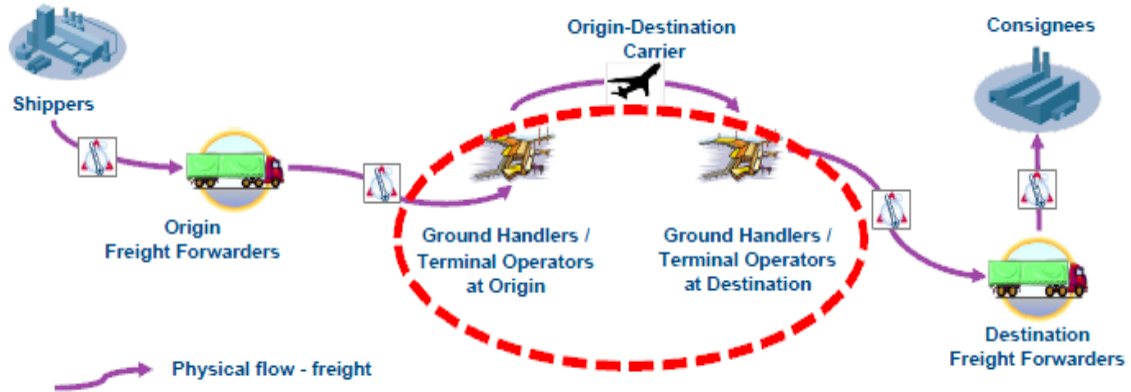 Shippers
Origin
Freight Forwarders
Origin-Destination
Carrier
Ground Handlers /
Terminal Operators
at Origin
Ground Handlers /
Terminal Operators
at Destination
Consignees
Destination
Freight Forwarders
Physical flow - freight